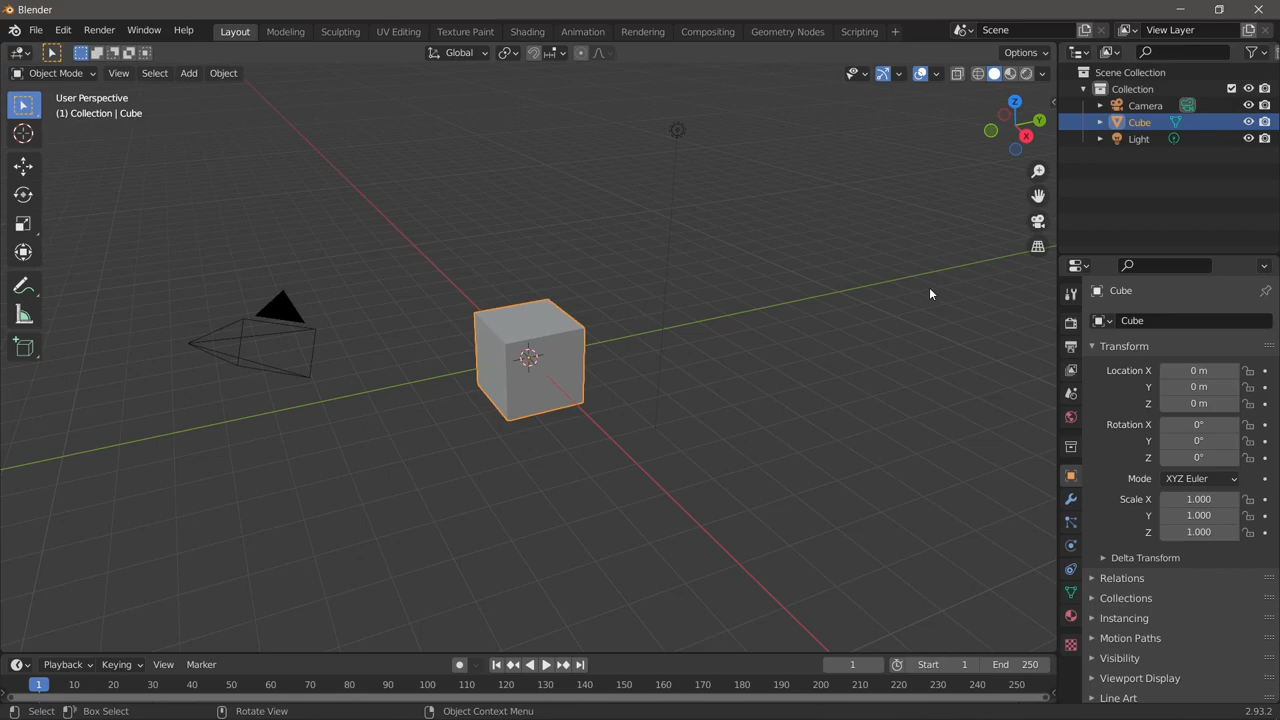 Blender
File Edit Render Window Help Layout Modeling Sculpting UV Editing Texture Paint Shading Animation Rendering Compositing Geometry Nodes Scripting + Scene View Layer
Global Options
Object Mode View Select Add Object
User Perspective
(1) Collection | Cube
Z
Y
X
Scene Collection
Collection
Camera
Cube
Light
Cube
Cube
Transform
Location X 0 m
Y 0 m
Z 0 m
Rotation X 0°
Y 0°
Z 0°
Mode XYZ Euler
Scale X 1.000
Y 1.000
Z 1.000
Delta Transform
Relations
Collections
Instancing
Motion Paths
Visibility
Viewport Display
Line Art
Playback Keying View Marker 1 Start 1 End 250
1 10 20 30 40 50 60 70 80 90 100 110 120 130 140 150 160 170 180 190 200 210 220 230 240 250
Select Box Select Rotate View Object Context Menu 2.93.2